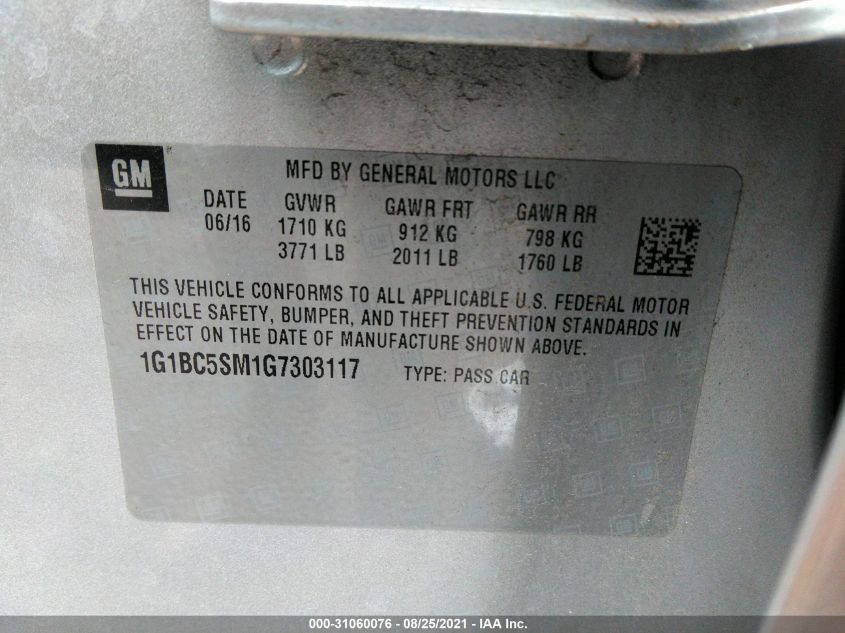 GM
MFD BY GENERAL MOTORS LLC
DATE GVWR GAWR FRT GAWR RR
06/16 1710 KG 912 KG 798 KG
3771 LB 2011 LB 1760 LB
THIS VEHICLE CONFORMS TO ALL APPLICABLE U.S. FEDERAL MOTOR
VEHICLE SAFETY, BUMPER, AND THEFT PREVENTION STANDARDS IN
EFFECT ON THE DATE OF MANUFACTURE SHOWN ABOVE.
1G1BC5SM1G7303117 TYPE: PASS CAR
000-31060076 - 08/25/2021 - IAA Inc.